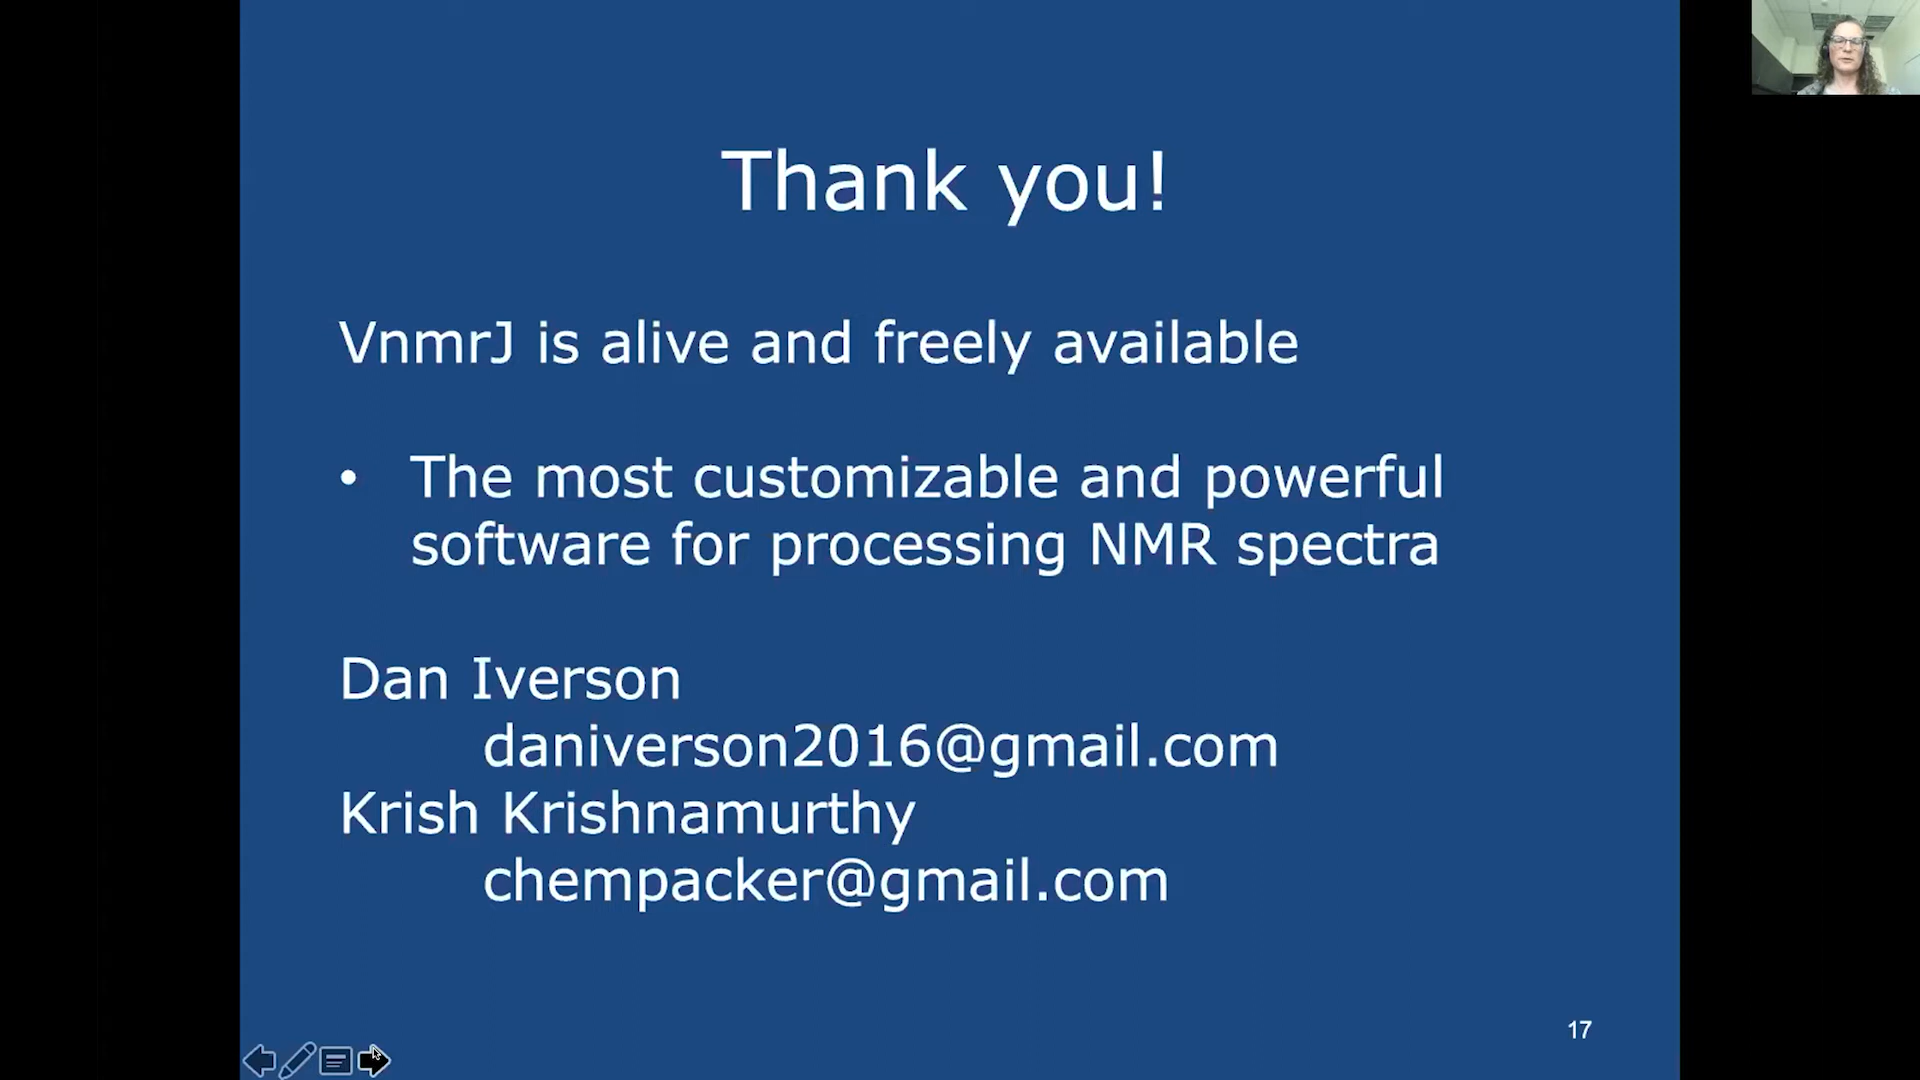 Thank you!
VnmrJ is alive and freely available
• The most customizable and powerful
software for processing NMR spectra
Dan Iverson
daniverson2016@gmail.com
Krish Krishnamurthy
chempacker@gmail.com
17